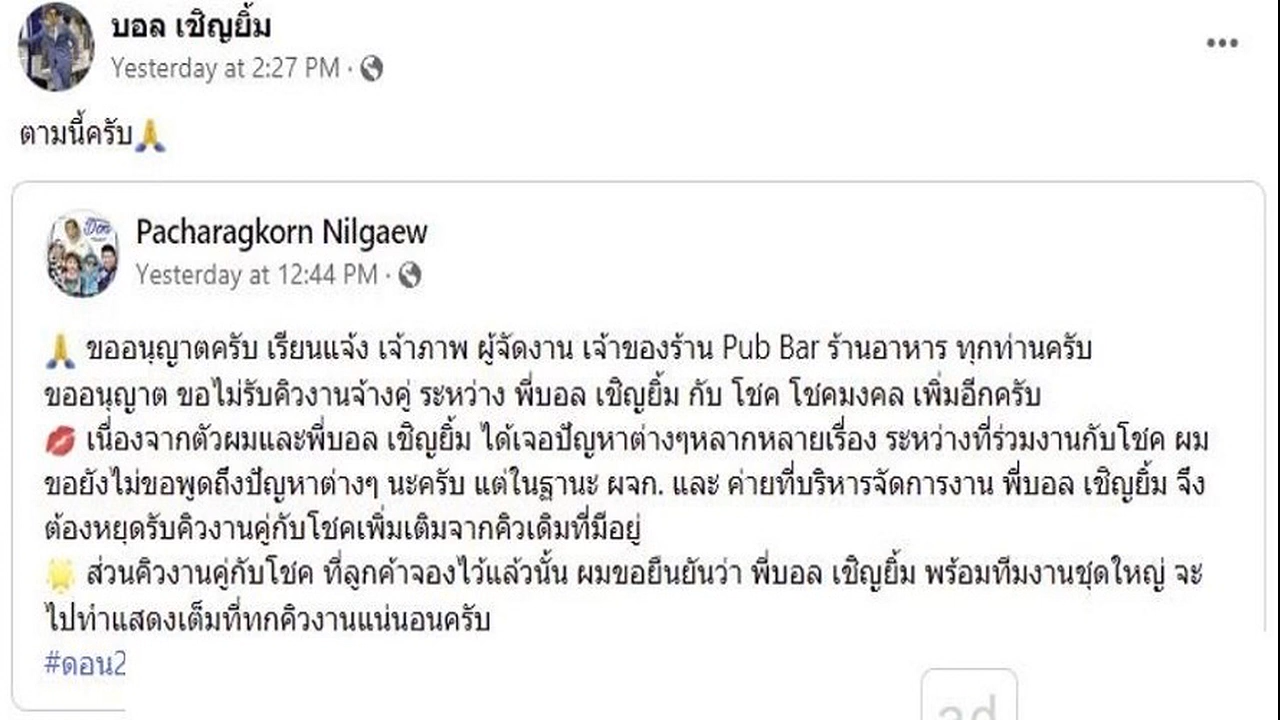 บอล เชิญยิ้ม
Yesterday at 2:27 PM ·
ตามนี้ครับ🙏
Pacharagkorn Nilgaew
Yesterday at 12:44 PM ·
🙏 ขออนุญาตครับ เรียนแจ้ง เจ้าภาพ ผู้จัดงาน เจ้าของร้าน Pub Bar ร้านอาหาร ทุกท่านครับ
ขออนุญาต ขอไม่รับคิวงานจ้างคู่ ระหว่าง พี่บอล เชิญยิ้ม กับ โชค โชคมงคล เพิ่มอีกครับ
💋 เนื่องจากตัวผมและพี่บอล เชิญยิ้ม ได้เจอปัญหาต่างๆหลากหลายเรื่อง ระหว่างที่ร่วมงานกับโชค ผม
ขอยังไม่ขอพูดถึงปัญหาต่างๆ นะครับ แต่ในฐานะ ผจก. และ ค่ายที่บริหารจัดการงาน พี่บอล เชิญยิ้ม จึง
ต้องหยุดรับคิวงานคู่กับโชคเพิ่มเติมจากคิวเดิมที่มีอยู่
🌟 ส่วนคิวงานคู่กับโชค ที่ลูกค้าจองไว้แล้วนั้น ผมขอยืนยันว่า พี่บอล เชิญยิ้ม พร้อมทีมงานชุดใหญ่ จะ
ไปทำแสดงเต็มที่ทุกคิวงานแน่นอนครับ
#ดอน2
ad